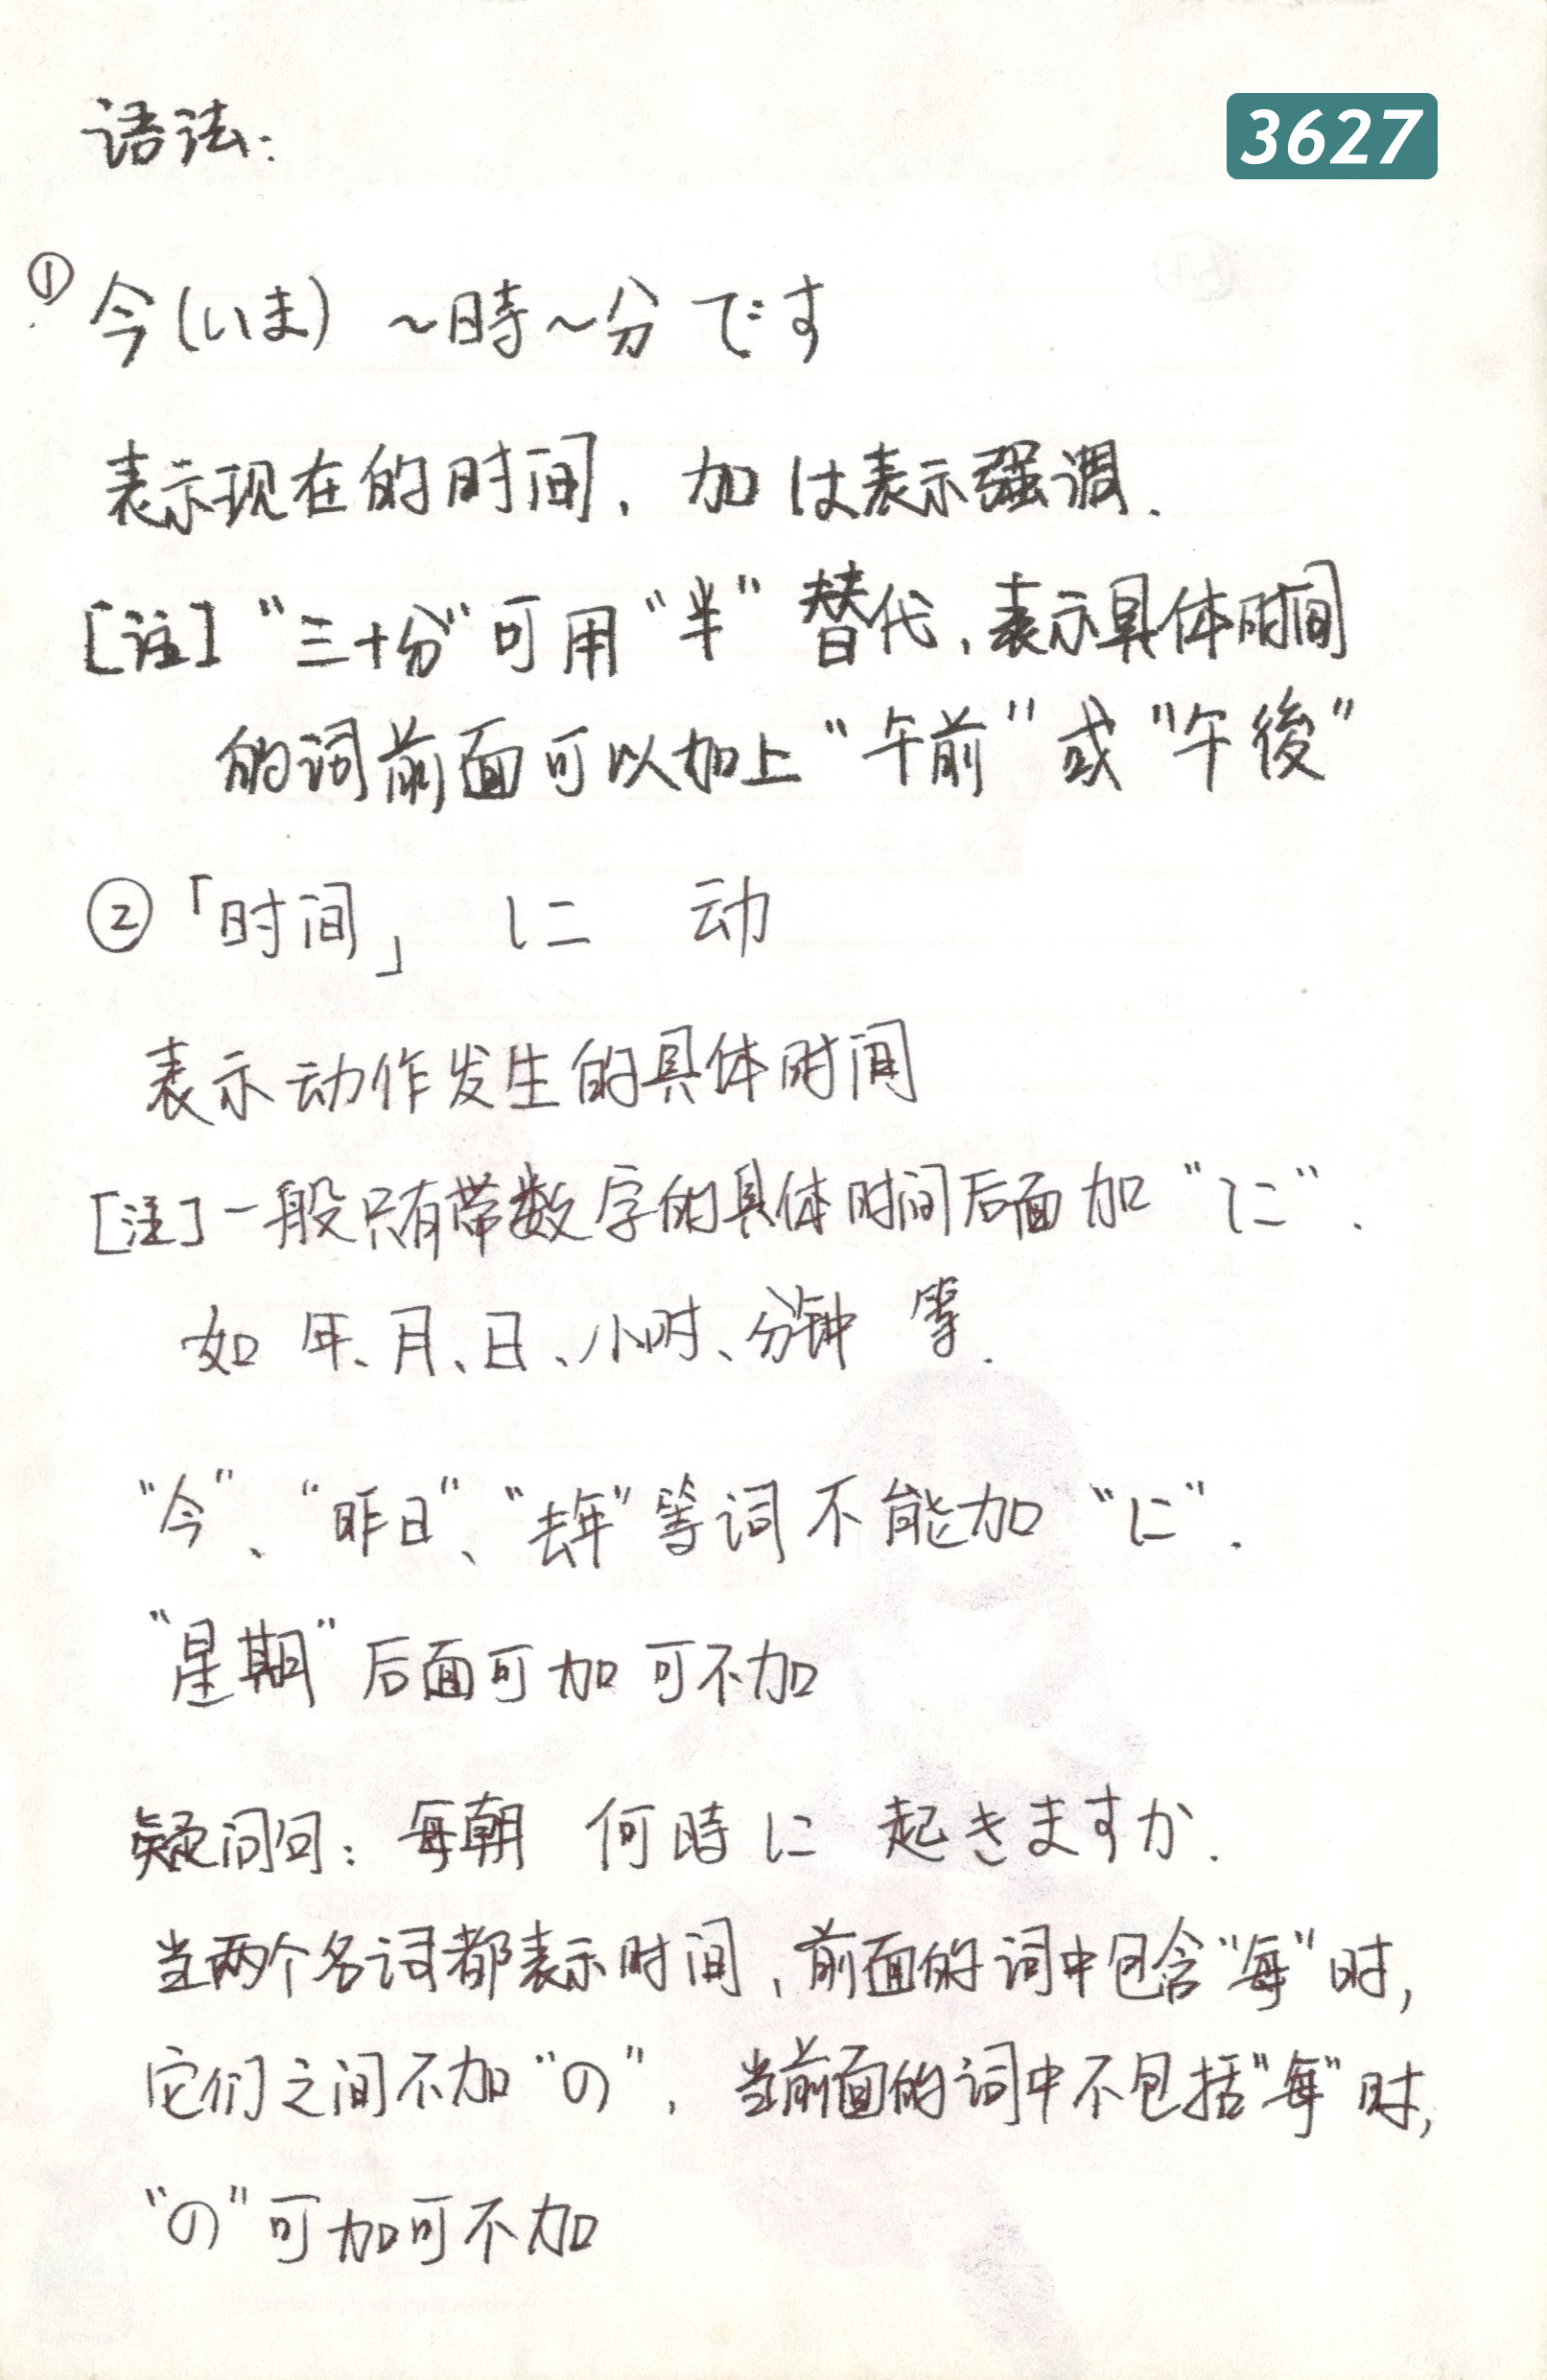 语法:
3627
① 今(いま) ~時~分 です
表示现在的时间, 加は表示强调.
[註] “三十分”可用“半”替代,表示具体时间
的词前面可以加上“午前”或“午後”
② 「时间」 に 动
表示动作发生的具体时间
[注]一般只有带数字的具体时间后面加“に”.
如 年、月、日、小时、分钟 等.
“今”、“昨日”、“去年”等词不能加“に”.
“星期”后面可加可不加
疑问句: 每朝 何時に 起きますか.
当两个名词都表示时间,前面的词中包含“每”时,
它们之间不加“の”, 当前面的词中不包括“每”时,
“の”可加可不加